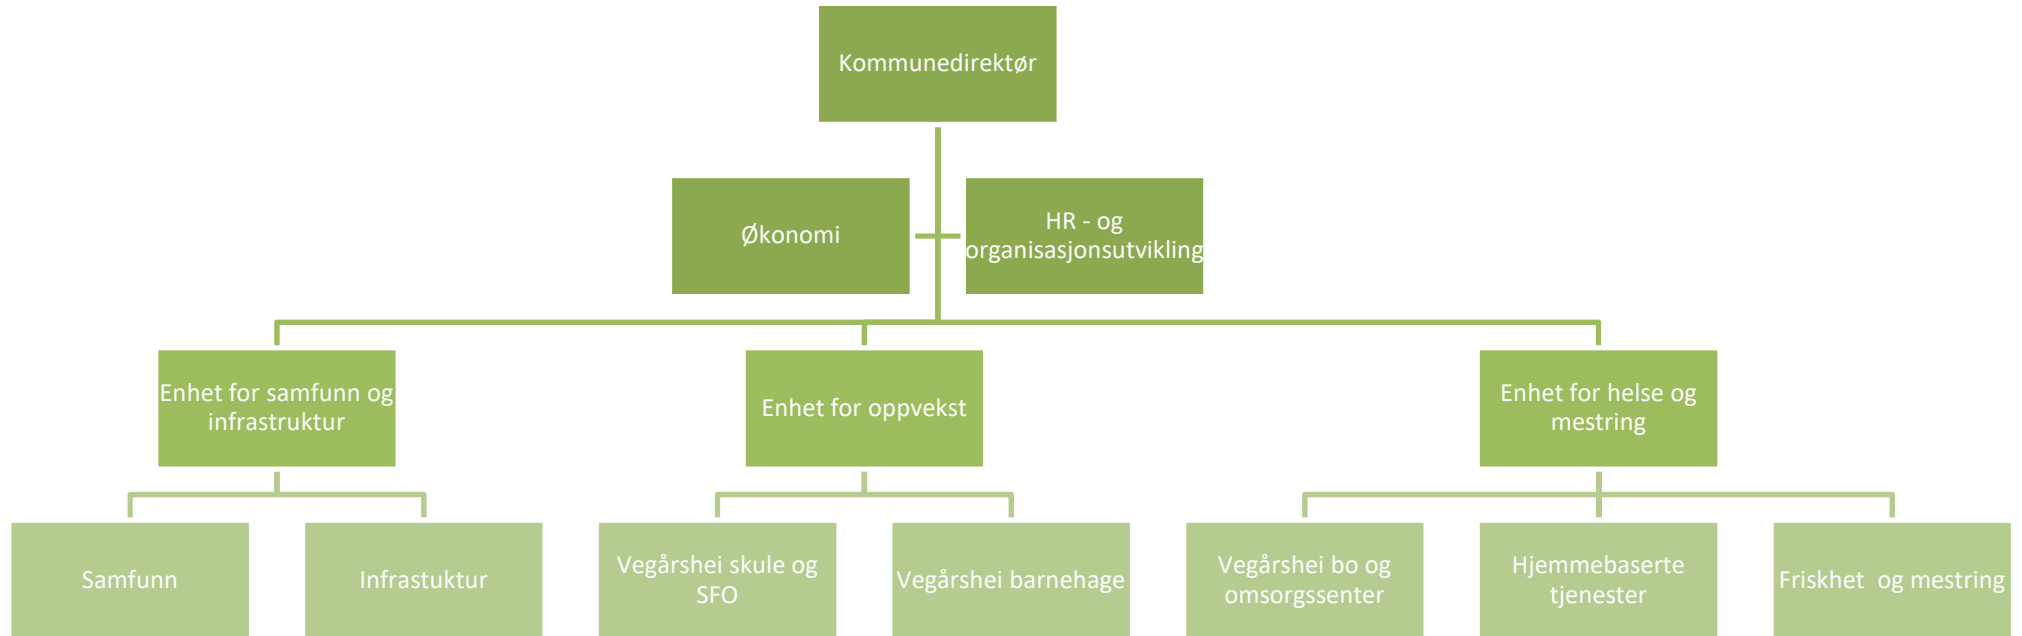 Kommunedirektør
Økonomi
HR - og
organisasjonsutvikling
Enhet for samfunn og
infrastruktur
Enhet for oppvekst
Enhet for helse og
mestring
Samfunn
Infrastuktur
Vegårshei skule og
SFO
Vegårshei barnehage
Vegårshei bo og
omsorgssenter
Hjemmebaserte
tjenester
Friskhet  og mestring